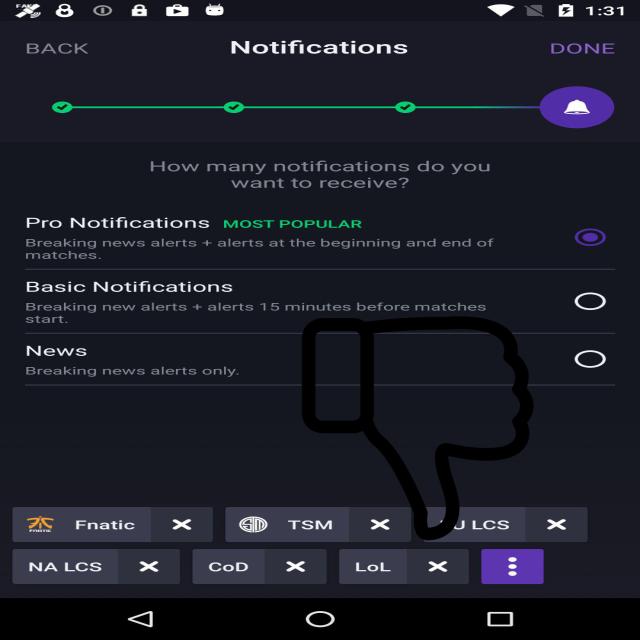 1:31
BACK Notifications DONE
How many notifications do you
want to receive?
Pro Notifications MOST POPULAR
Breaking news alerts + alerts at the beginning and end of
matches.
Basic Notifications
Breaking new alerts + alerts 15 minutes before matches
start.
News
Breaking news alerts only.
FNATIC Fnatic TSM LCS
NA LCS CoD LoL